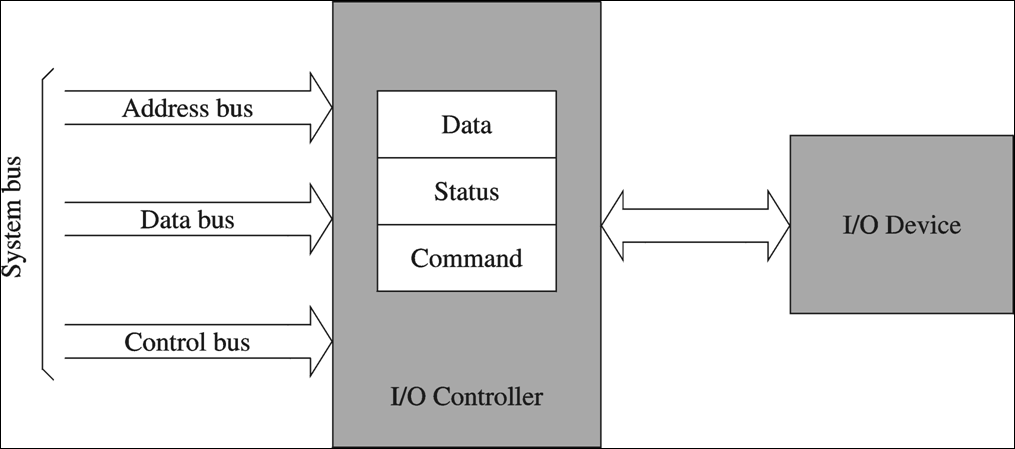 System bus
Address bus
Data bus
Control bus
Data
Status
Command
I/O Controller
I/O Device